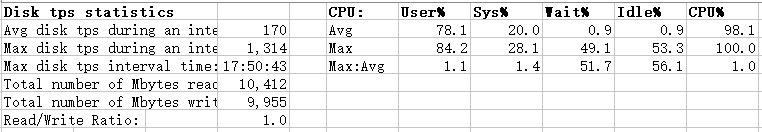 Disk tps statistics CPU: User% Sys% Wait% Idle% CPU%
Avg disk tps during an inte 170 Avg 78.1 20.0 0.9 0.9 98.1
Max disk tps during an inte 1,314 Max 84.2 28.1 49.1 53.3 100.0
Max disk tps interval time: 17:50:43 Max:Avg 1.1 1.4 51.7 56.1 1.0
Total number of Mbytes read 10,412
Total number of Mbytes writ 9,955
Read/Write Ratio: 1.0